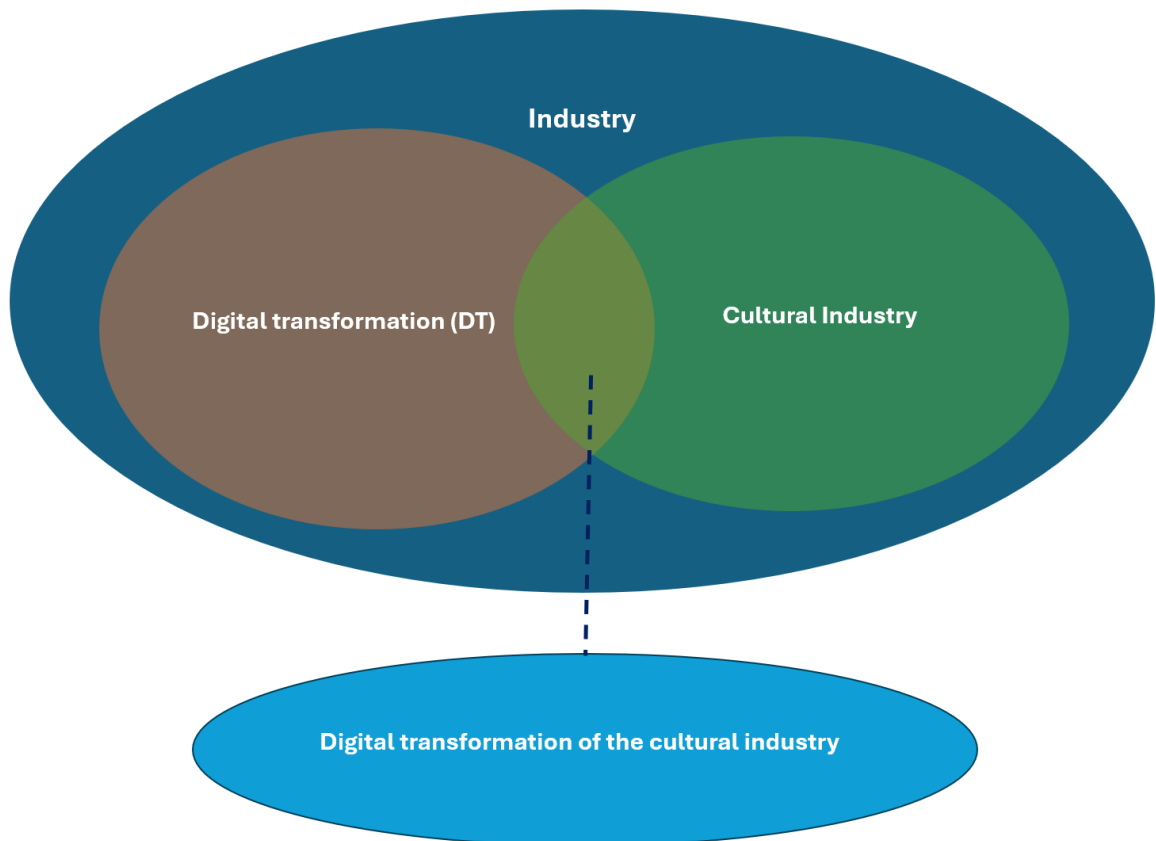 Industry
Digital transformation (DT)
Cultural Industry
Digital transformation of the cultural industry